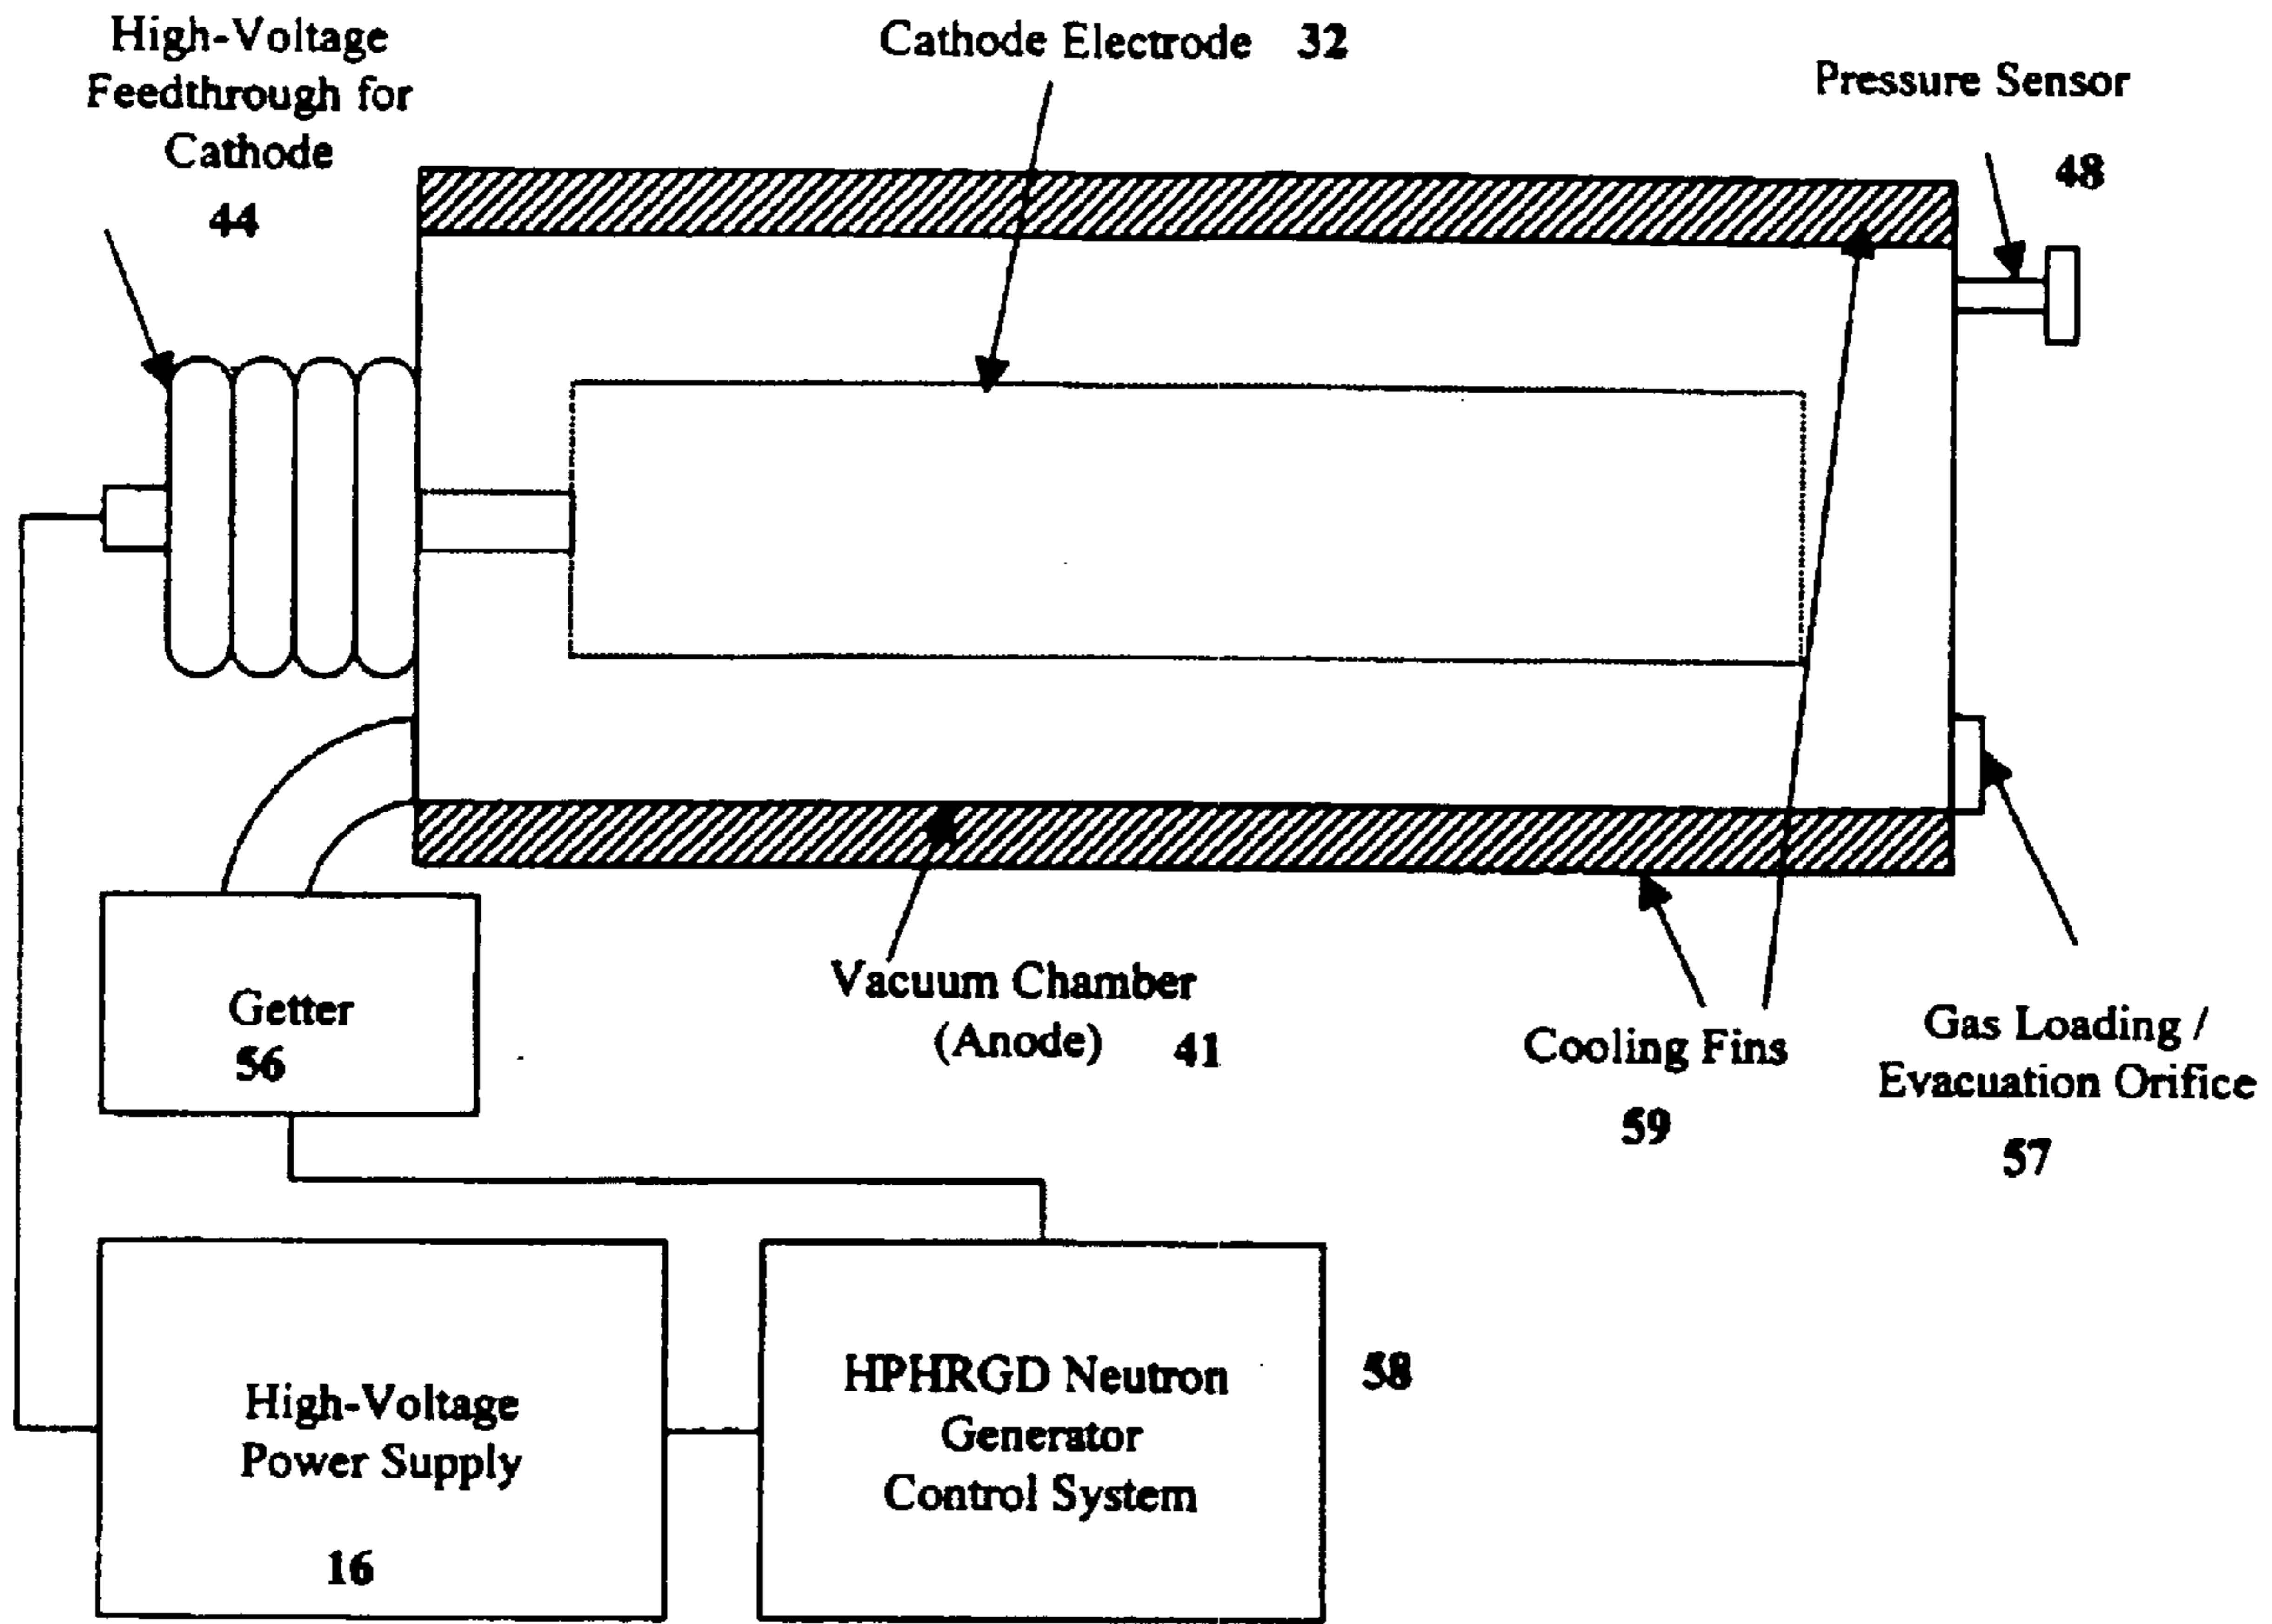 High-Voltage
Feedthrough for
Cathode
44
Cathode Electrode 32
Pressure Sensor
48
Vacuum Chamber
(Anode) 41
Cooling Fins
59
Gas Loading /
Evacuation Orifice
57
Getter
56
High-Voltage
Power Supply
16
HPHRGD Neutron
Generator
Control System
58